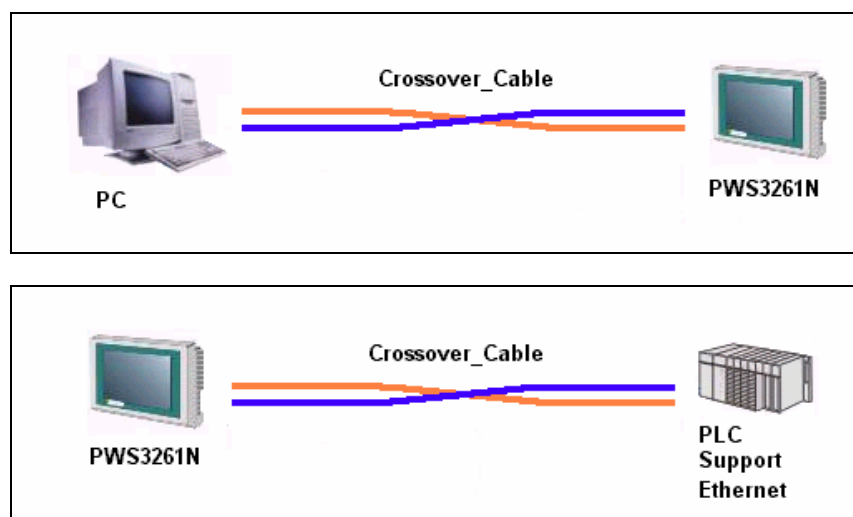 Crossover_Cable
PC
PWS3261N
Crossover_Cable
PWS3261N
PLC
Support
Ethernet